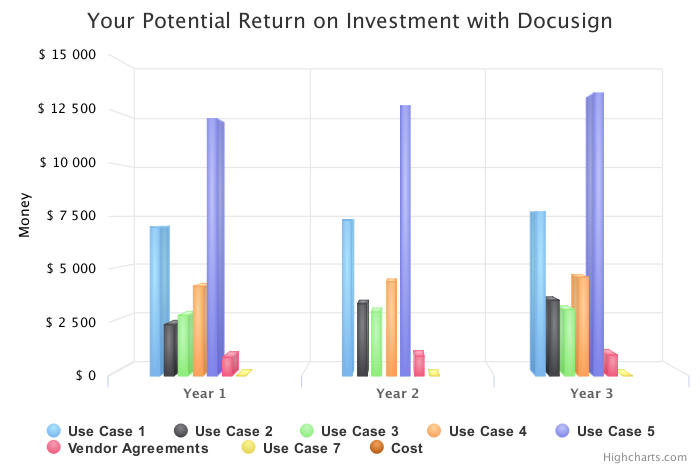 Your Potential Return on Investment with Docusign
$ 15 000
$ 12 500
$ 10 000
$ 7 500
$ 5 000
$ 2 500
$ 0
Money
Year 1 Year 2 Year 3
Use Case 1 Use Case 2 Use Case 3 Use Case 4 Use Case 5
Vendor Agreements Use Case 7 Cost
Highcharts.com